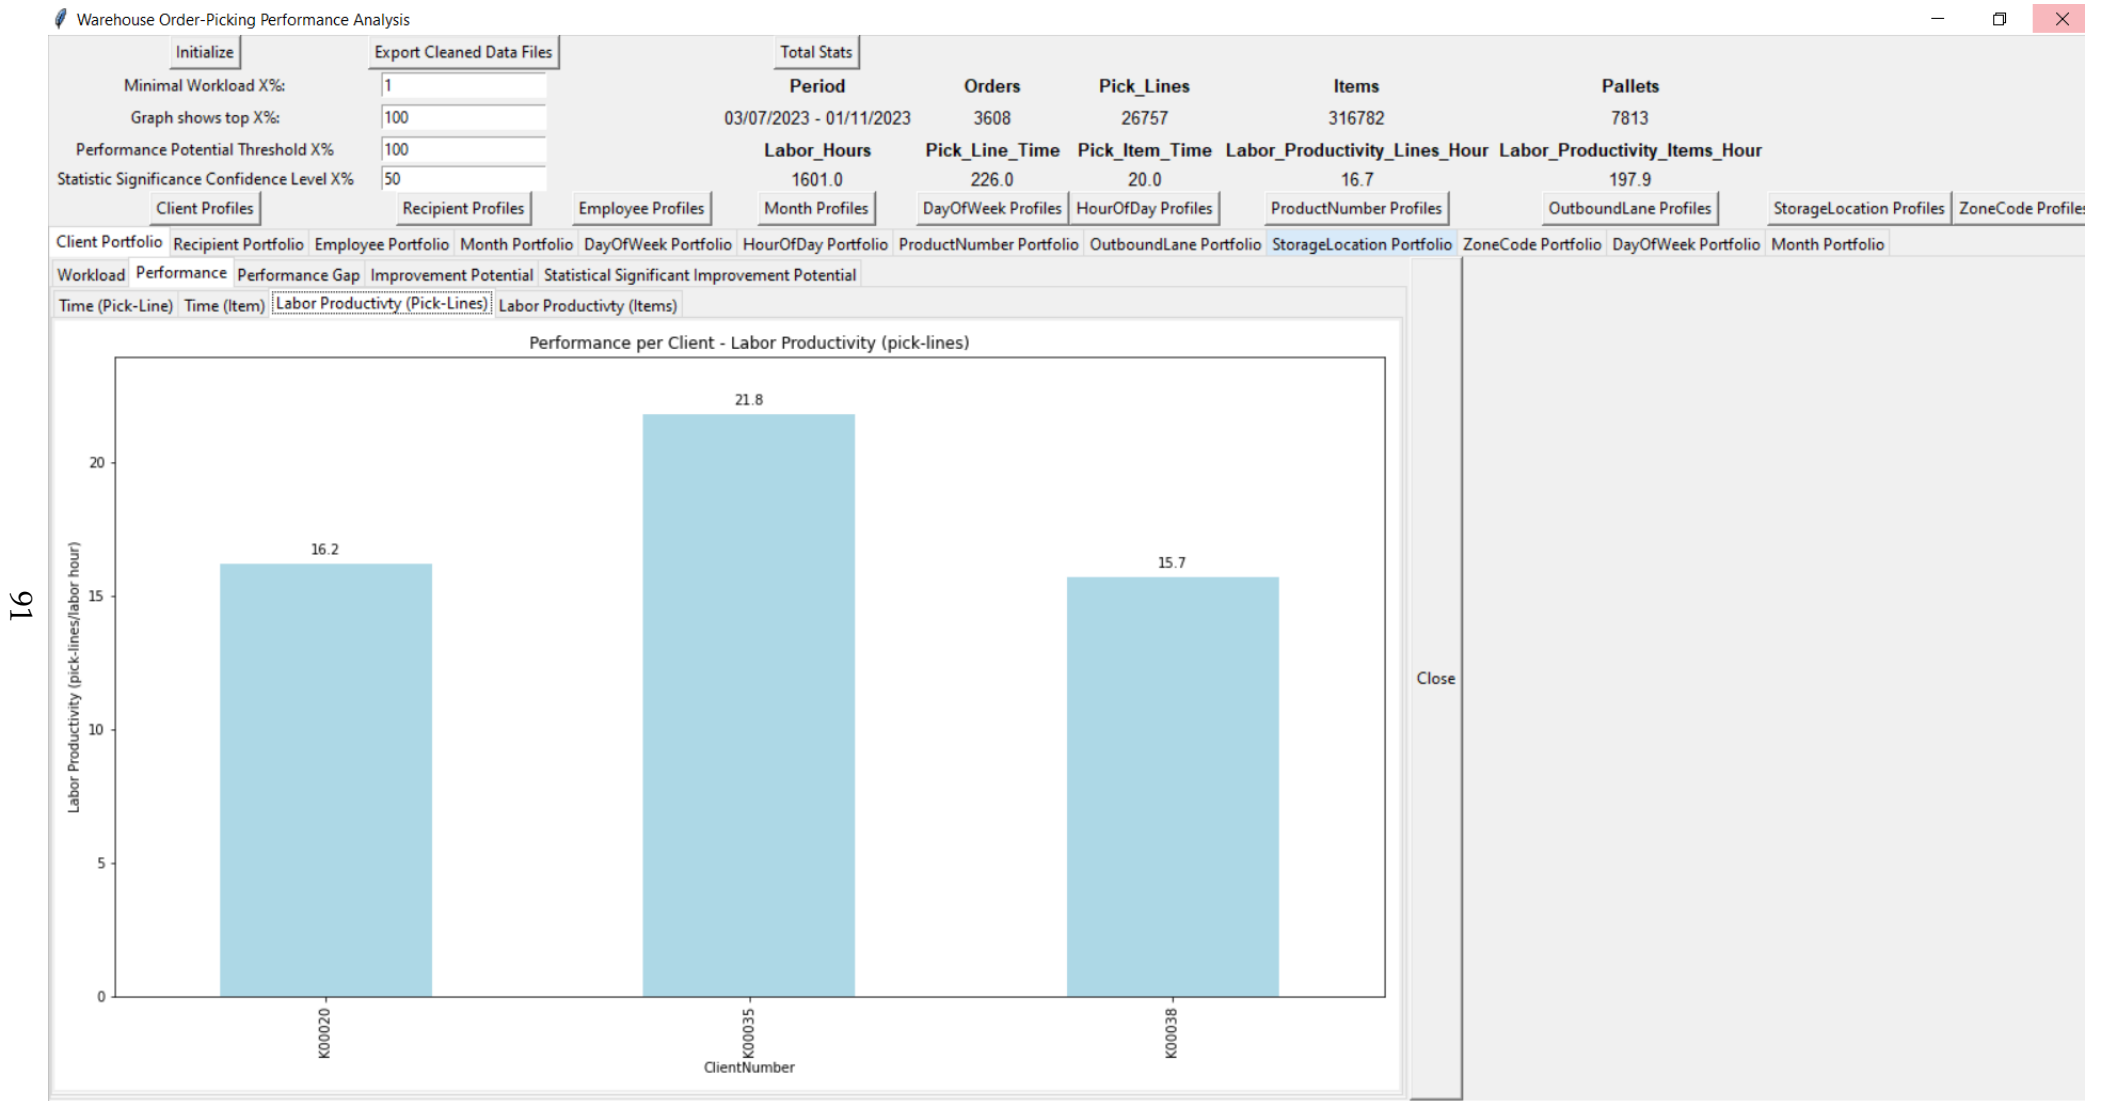 Warehouse Order-Picking Performance Analysis
Initialize Export Cleaned Data Files Total Stats
Minimal Workload X%: 1 Period Orders Pick_Lines Items Pallets
Graph shows top X%: 100 03/07/2023 - 01/11/2023 3608 26757 316782 7813
Performance Potential Threshold X% 100 Labor_Hours Pick_Line_Time Pick_Item_Time Labor_Productivity_Lines_Hour Labor_Productivity_Items_Hour
Statistic Significance Confidence Level X% 50 1601.0 226.0 20.0 16.7 197.9
Client Profiles Recipient Profiles Employee Profiles Month Profiles DayOfWeek Profiles HourOfDay Profiles ProductNumber Profiles OutboundLane Profiles StorageLocation Profiles ZoneCode Profiles
Client Portfolio Recipient Portfolio Employee Portfolio Month Portfolio DayOfWeek Portfolio HourOfDay Portfolio ProductNumber Portfolio OutboundLane Portfolio StorageLocation Portfolio ZoneCode Portfolio DayOfWeek Portfolio Month Portfolio
Workload Performance Performance Gap Improvement Potential Statistical Significant Improvement Potential
Time (Pick-Line) Time (Item) Labor Productivty (Pick-Lines) Labor Productivty (Items)
Performance per Client - Labor Productivity (pick-lines)
21.8
20
16.2
15.7
15
10
5
0
Labor Productivity (pick-lines/labor hour)
K00020 K00035 K00038
ClientNumber
Close
91